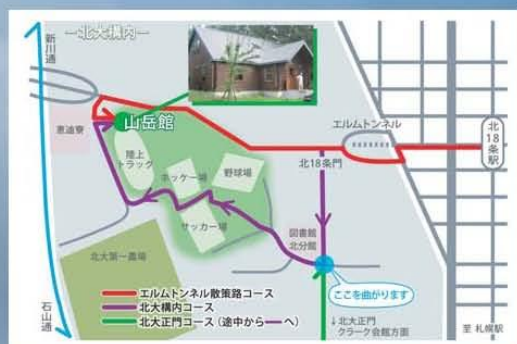 ―北大構内―
新川通
恵迪寮
山岳館
エルムトンネル
北18条駅
陸上
トラック
ホッケー場
野球場
北18条門
サッカー場
図書館
北分館
北大第一農場
ここを曲がります
エルムトンネル散策路コース
北大構内コース
北大正門コース(途中から━へ)
↓北大正門
クラーク会館方面
至 札幌駅
石山通